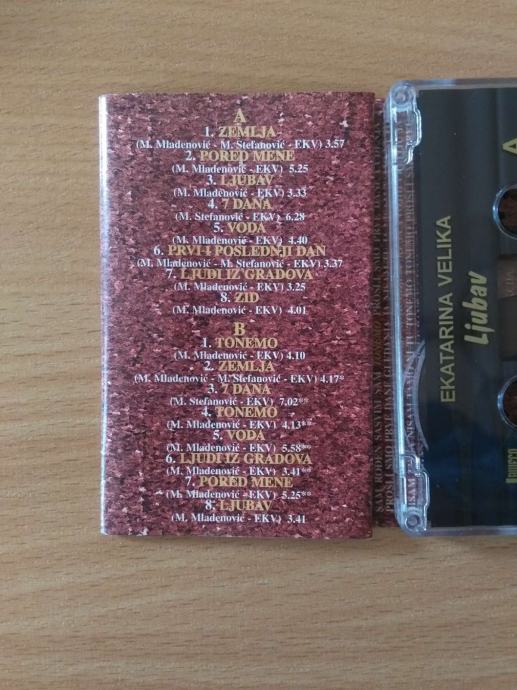 A
1. ZEMLJA
(M. Mladenović - M. Stefanović - EKV) 3.57
2. PORED MENE
(M. Mladenović - EKV) 5.25
3. LJUBAV
(M. Mladenović - EKV) 3.33
4. 7 DANA
(M. Stefanović - EKV) 6.28
5. VODA
(M. Mladenović - EKV) 4.40
6. PRVI I POSLEDNJI DAN
(M. Mladenović - M. Stefanović - EKV) 3.37
7. LJUDI IZ GRADOVA
(M. Mladenović - EKV) 3.25
8. ZID
(M. Mladenović - EKV) 4.01
B
1. TONEMO
(M. Mladenović - EKV) 4.10
2. ZEMLJA
(M. Mladenović - M. Stefanović - EKV) 4.17*
3. 7 DANA
(M. Stefanović - EKV) 7.02**
4. TONEMO
(M. Mladenović - EKV) 4.13**
5. VODA
(M. Mladenović - EKV) 5.58**
6. LJUDI IZ GRADOVA
(M. Mladenović - EKV) 3.41**
7. PORED MENE
(M. Mladenović - EKV) 5.25**
8. LJUBAV
(M. Mladenović - EKV) 3.41
A
EKATARINA VELIKA
Ljubav